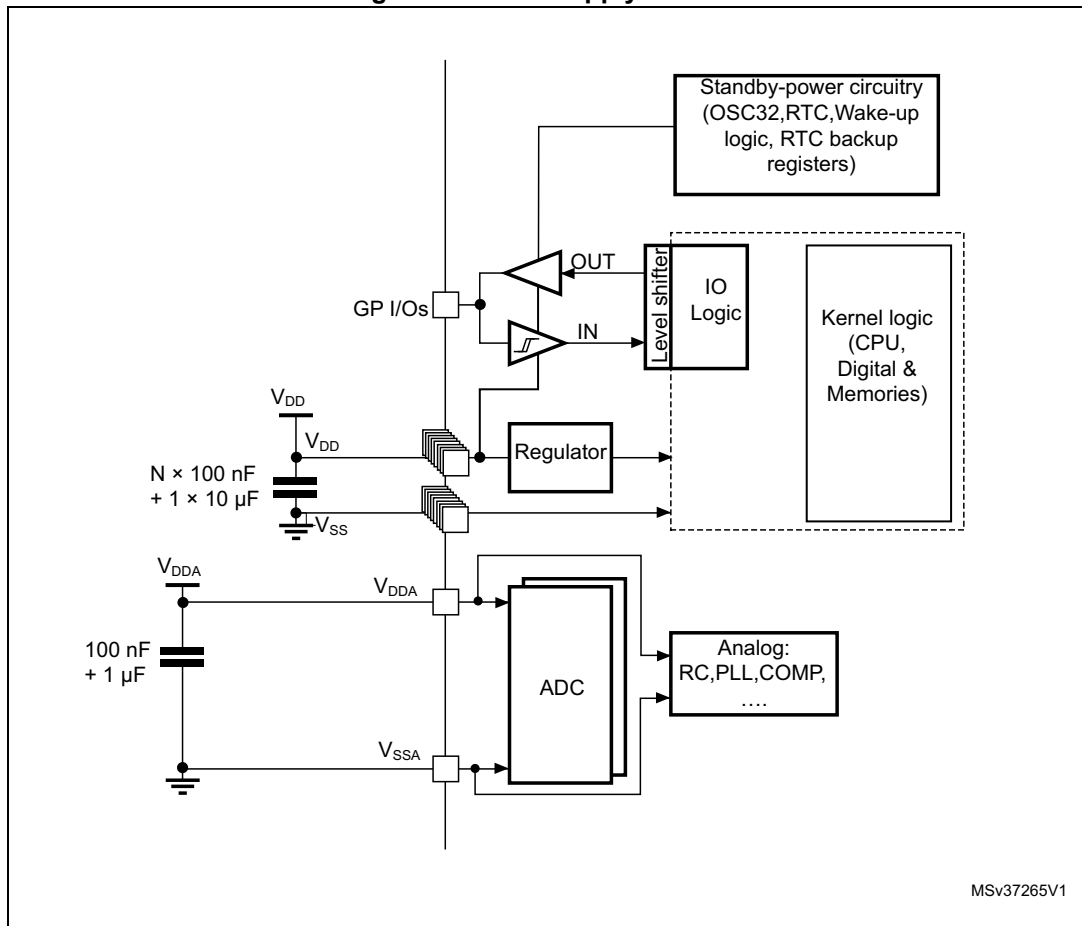 Standby-power circuitry
(OSC32,RTC,Wake-up
logic, RTC backup
registers)
OUT
GP I/Os
IN
Level shifter
IO
Logic
Kernel logic
(CPU,
Digital &
Memories)
VDD
VDD
Regulator
N × 100 nF
+ 1 × 10 µF
VSS
VDDA
VDDA
100 nF
+ 1 µF
ADC
Analog:
RC,PLL,COMP,
....
VSSA
MSv37265V1